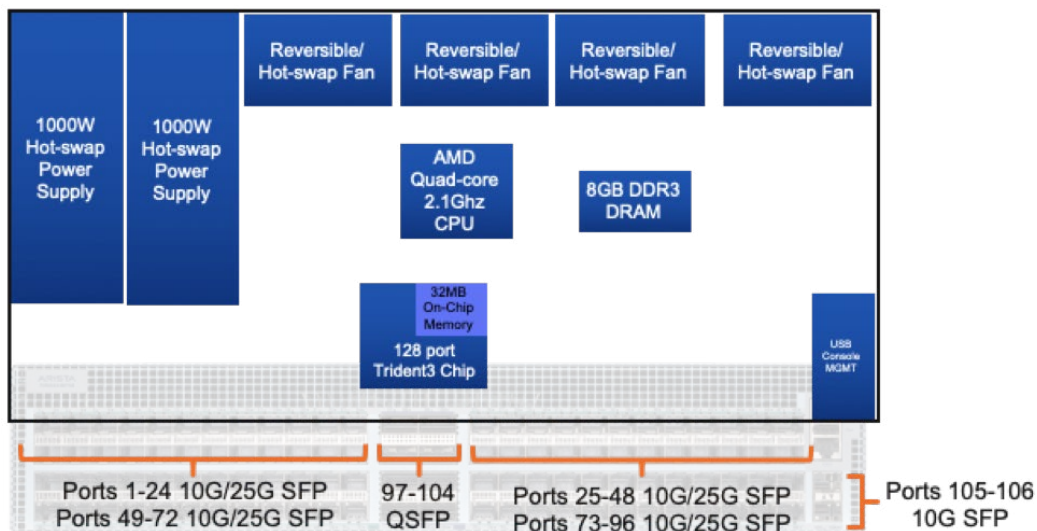 1000W
Hot-swap
Power
Supply
1000W
Hot-swap
Power
Supply
Reversible/
Hot-swap Fan
Reversible/
Hot-swap Fan
Reversible/
Hot-swap Fan
Reversible/
Hot-swap Fan
AMD
Quad-core
2.1Ghz
CPU
8GB DDR3
DRAM
32MB
On-Chip
Memory
128 port
Trident3 Chip
USB
Console
MGMT
ARISTA
Ports 1-24 10G/25G SFP
Ports 49-72 10G/25G SFP
97-104
QSFP
Ports 25-48 10G/25G SFP
Ports 73-96 10G/25G SFP
Ports 105-106
10G SFP